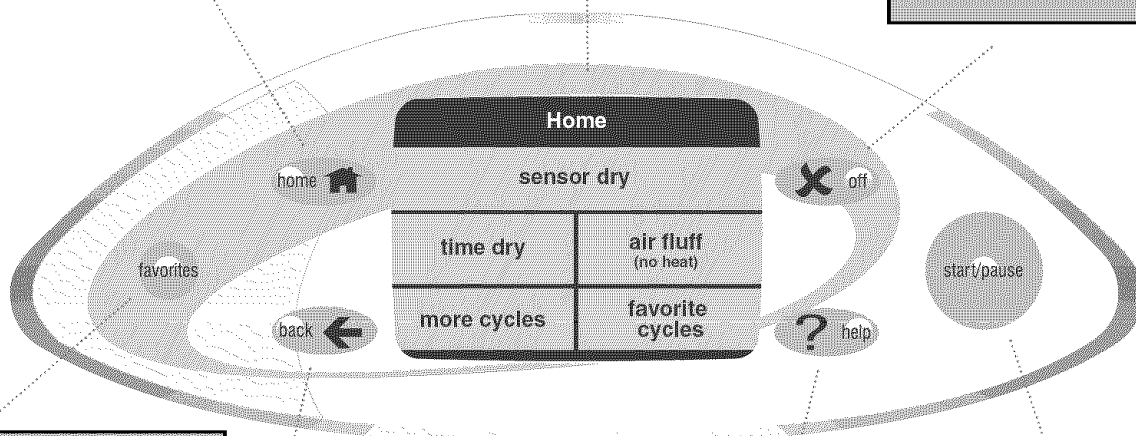 Home
home
sensor dry
off
time dry
air fluff
(no heat)
favorites
start/pause
back
more cycles
favorite
cycles
help